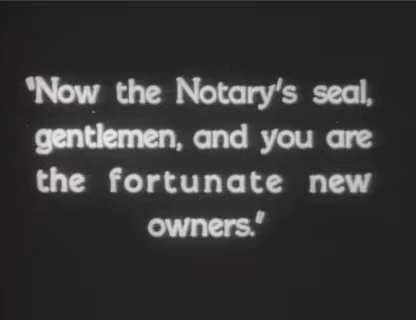 "Now the Notary's seal,
gentlemen, and you are
the fortunate new
owners."